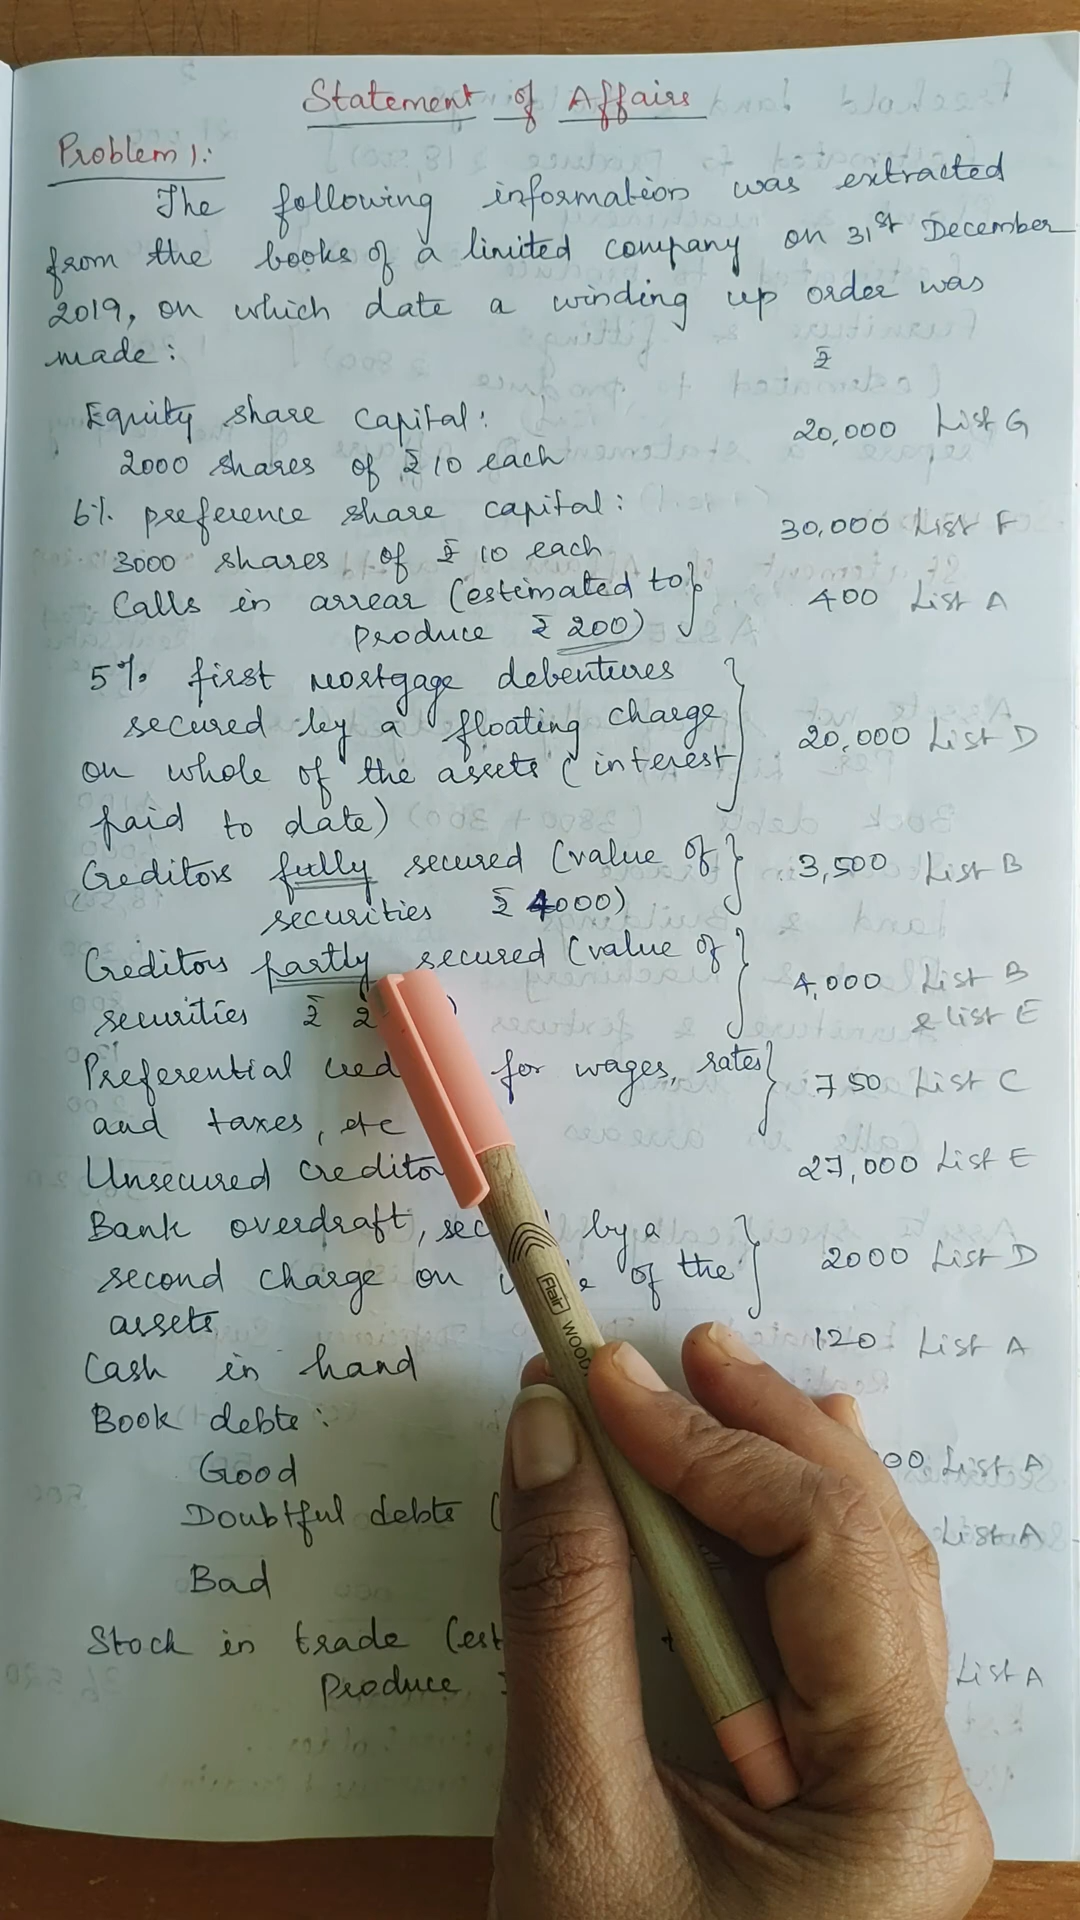 Statement of Affairs
Problem 1:
The following information was extracted
from the books of a limited company on 31st December
2019, on which date a winding up order was
made:
₹
Equity share capital: 20,000 List G
2000 shares of ₹ 10 each
6% preference share capital:
3000 shares of ₹ 10 each 30,000 List F
Calls in arrear (estimated to 400 List A
produce ₹ 200)
5% first mortgage debentures
secured by a floating charge 20,000 List D
on whole of the assets (interest
paid to date)
Creditors fully secured (value of 3,500 List B
securities ₹ 4000)
Creditors partly secured (value of 4,000 List B
securities ₹ 2 & List E
Preferential for wages, rates 750 List C
and taxes, etc
Unsecured 27,000 List E
Bank overdraft, by a
second charge on of the 2000 List D
assets
Cash in hand 120 List A
Book debts:
Good List A
Doubtful debts ( List A
Bad
Stock in trade
Produce List A
Flair